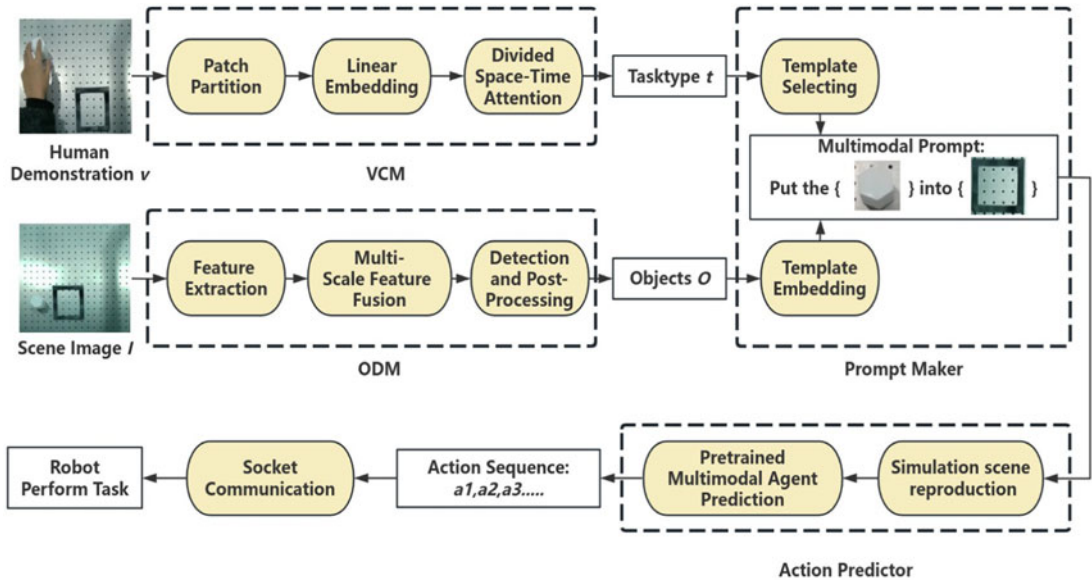 Patch
Partition
Linear
Embedding
Divided
Space-Time
Attention
Tasktype t
Template
Selecting
Human
Demonstration v
VCM
Multimodal Prompt:
Put the { } into { }
Feature
Extraction
Multi-
Scale Feature
Fusion
Detection
and Post-
Processing
Objects O
Template
Embedding
Scene Image I
ODM
Prompt Maker
Robot
Perform Task
Socket
Communication
Action Sequence:
a1,a2,a3.....
Pretrained
Multimodal Agent
Prediction
Simulation scene
reproduction
Action Predictor